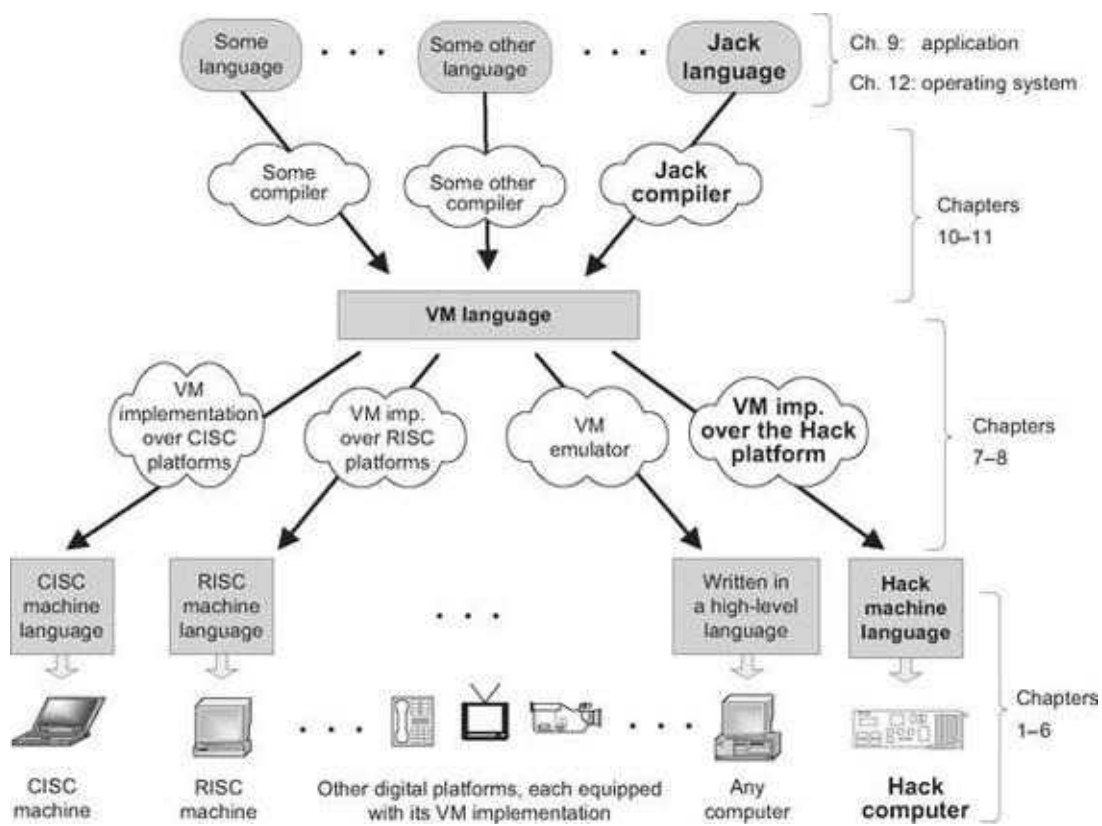 Some
language
Some other
language
Jack
language
Ch. 9: application
Ch. 12: operating system
Some
compiler
Some other
compiler
Jack
compiler
Chapters
10–11
VM language
VM
implementation
over CISC
platforms
VM imp.
over RISC
platforms
VM
emulator
VM imp.
over the Hack
platform
Chapters
7–8
CISC
machine
language
RISC
machine
language
Written in
a high-level
language
Hack
machine
language
Chapters
1–6
CISC
machine
RISC
machine
Other digital platforms, each equipped
with its VM implementation
Any
computer
Hack
computer